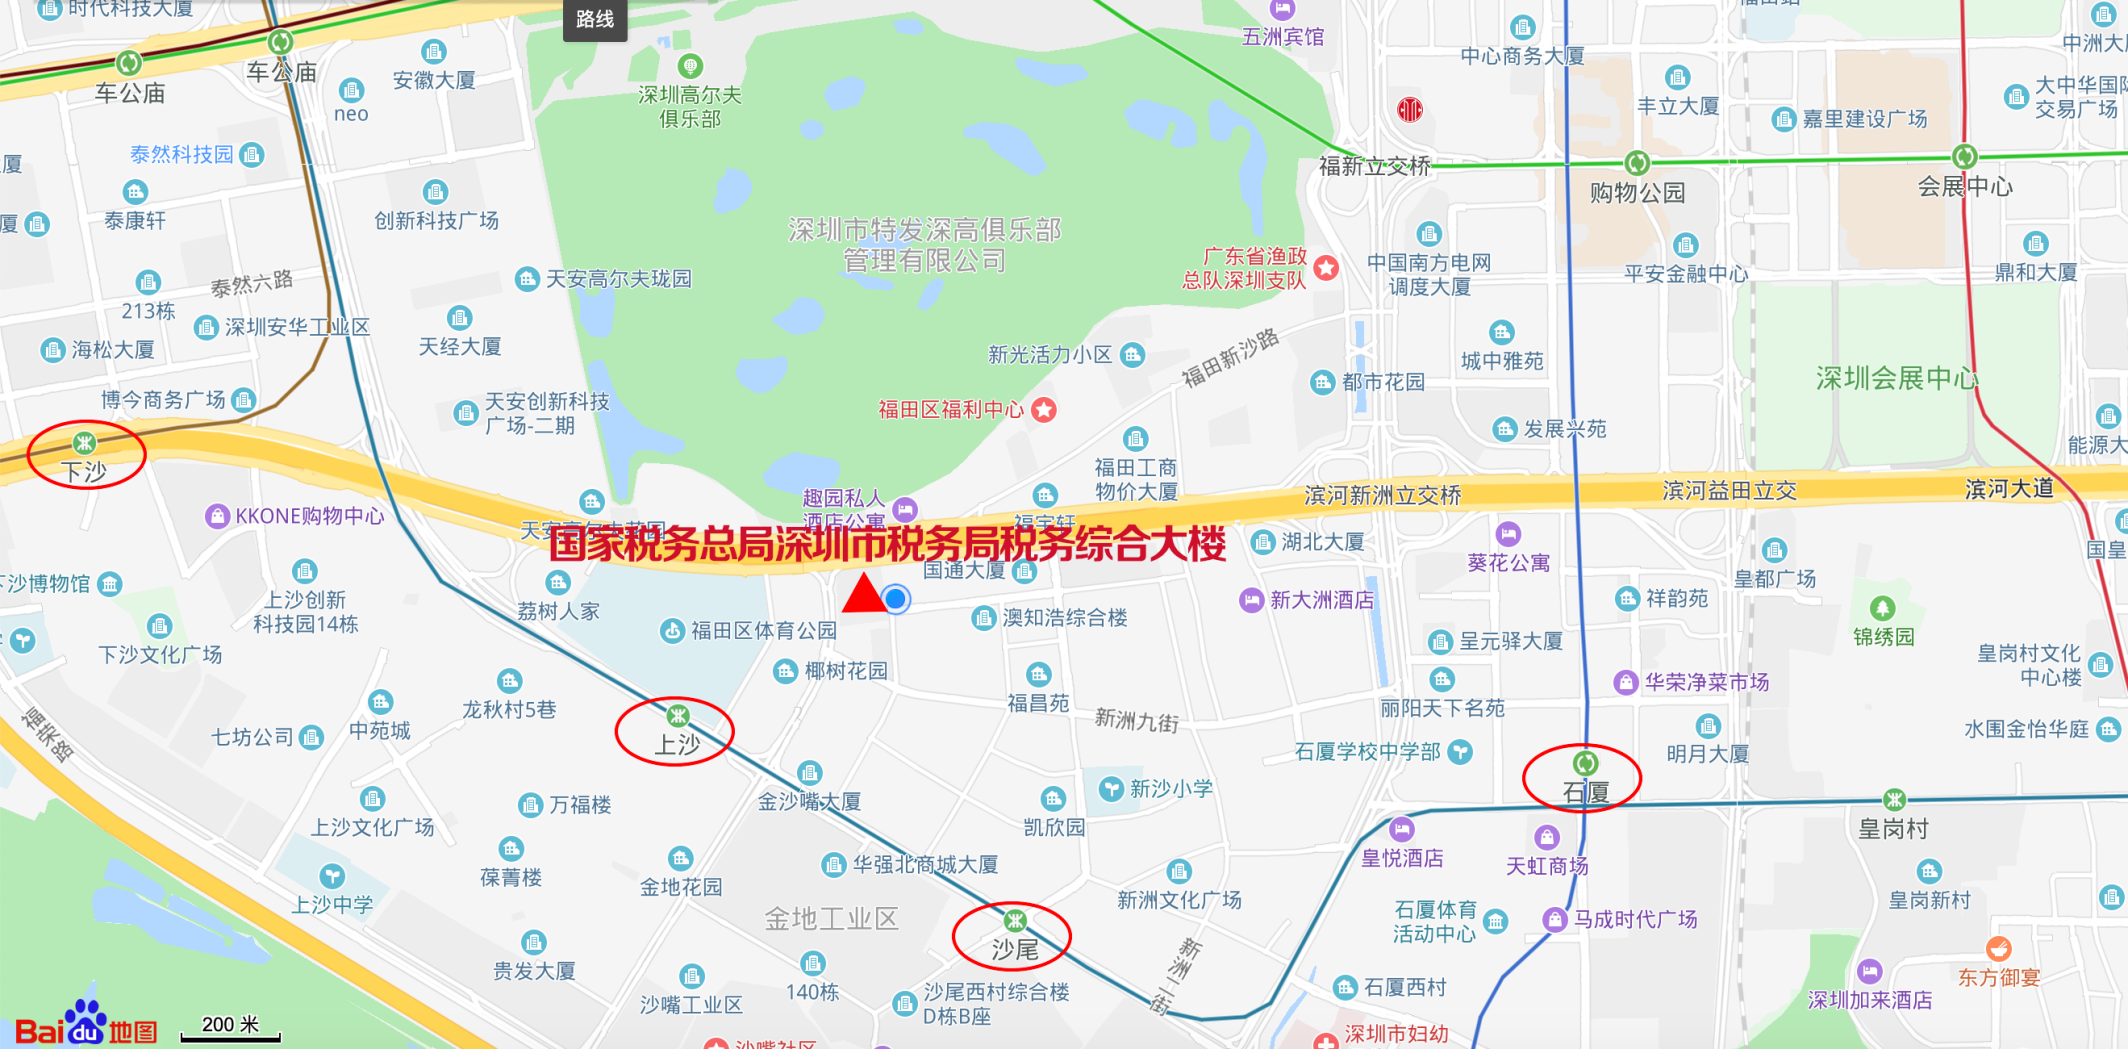 时代科技大厦
路线
五洲宾馆
中心商务大厦
中洲大
车公庙
车公庙
安徽大厦
neo
深圳高尔夫
俱乐部
丰立大厦
嘉里建设广场
大中华国际
交易广场
厦
泰然科技园
福新立交桥
购物公园
会展中心
泰康轩
创新科技广场
厦
深圳市特发深高俱乐部
管理有限公司
广东省渔政
总队深圳支队
中国南方电网
调度大厦
平安金融中心
鼎和大厦
天安高尔夫珑园
泰然六路
213栋
深圳安华工业区
海松大厦
天经大厦
新光活力小区
福田新沙路
城中雅苑
都市花园
深圳会展中心
博今商务广场
天安创新科技
广场-二期
福田区福利中心
发展兴苑
能源大
下沙
福田工商
物价大厦
滨河新洲立交桥
滨河益田立交
滨河大道
KKONE购物中心
趣园私人
酒店公寓
福宇轩
天安高尔夫花园
国家税务总局深圳市税务局税务综合大楼
湖北大厦
葵花公寓
国皇
下沙博物馆
上沙创新
科技园14栋
荔树人家
国通大厦
皇都广场
新大洲酒店
祥韵苑
澳知浩综合楼
福田区体育公园
锦绣园
下沙文化广场
呈元驿大厦
皇岗村文化
中心楼
椰树花园
福昌苑
华荣净菜市场
龙秋村5巷
丽阳天下名苑
福荣路
七坊公司
中苑城
上沙
新洲九街
水围金怡华庭
石厦学校中学部
明月大厦
石厦
新沙小学
金沙嘴大厦
万福楼
上沙文化广场
凯欣园
皇岗村
皇悦酒店
天虹商场
华强北商城大厦
葆菁楼
金地花园
新洲文化广场
皇岗新村
上沙中学
金地工业区
石厦体育
活动中心
马成时代广场
沙尾
新洲二街
贵发大厦
140栋
沙嘴工业区
沙尾西村综合楼
D栋B座
石厦西村
东方御宴
深圳加来酒店
Bai du 地图
200 米
深圳市妇幼
沙嘴社区